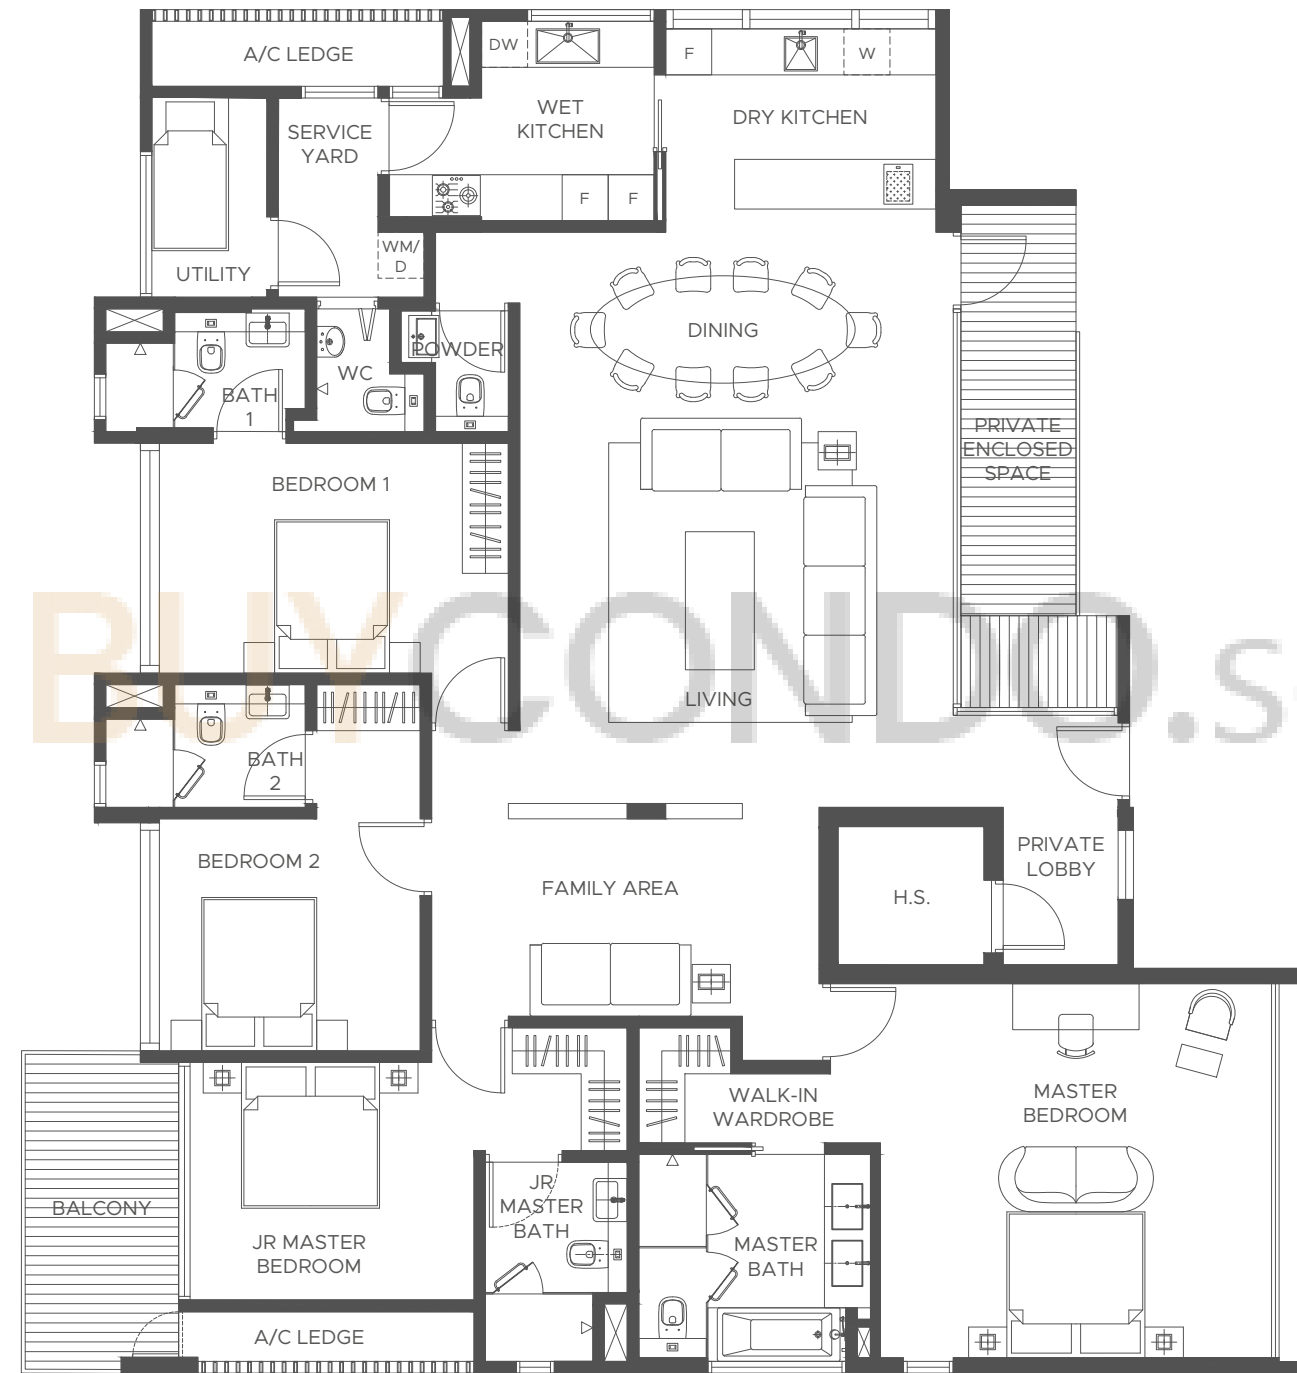 A/C LEDGE
DW
F
W
WET
KITCHEN
DRY KITCHEN
SERVICE
YARD
F
F
WM/
D
UTILITY
DINING
POWDER
WC
BATH
1
PRIVATE
ENCLOSED
SPACE
BEDROOM 1
BUYCONDO.s
LIVING
BATH
2
BEDROOM 2
FAMILY AREA
PRIVATE
LOBBY
H.S.
WALK-IN
WARDROBE
MASTER
BEDROOM
BALCONY
JR
MASTER
BATH
JR MASTER
BEDROOM
MASTER
BATH
A/C LEDGE